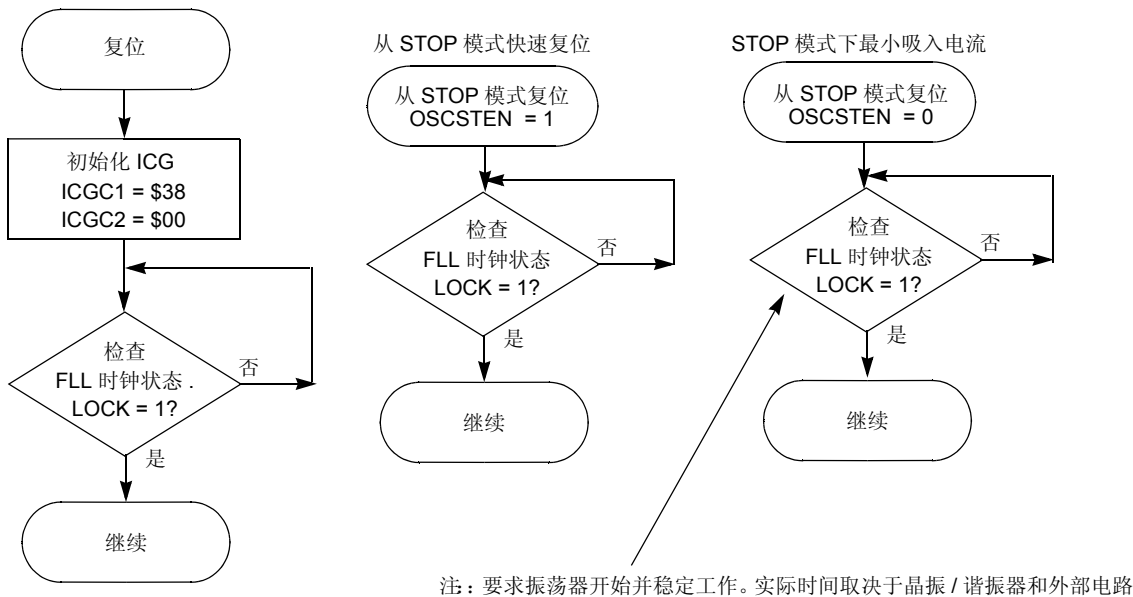 复位
初始化 ICG
ICGC1 = $38
ICGC2 = $00
检查
FLL 时钟状态 .
LOCK = 1?
否
是
继续
从 STOP 模式快速复位
从 STOP 模式复位
OSCSTEN = 1
检查
FLL 时钟状态
LOCK = 1?
否
是
继续
STOP 模式下最小吸入电流
从 STOP 模式复位
OSCSTEN = 0
检查
FLL 时钟状态
LOCK = 1?
否
是
继续
注:：要求振荡器开始并稳定工作。实际时间取决于晶振 / 谐振器和外部电路